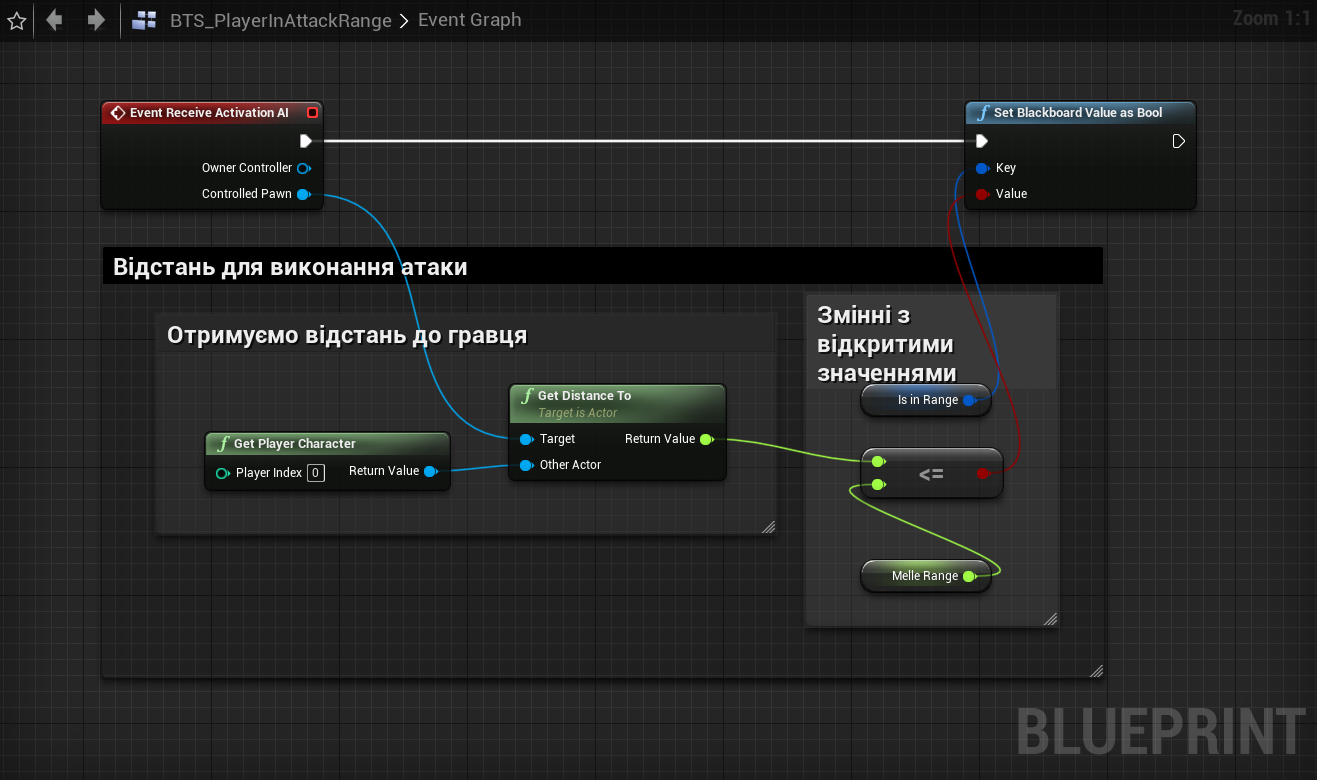 BTS_PlayerInAttackRange > Event Graph
Zoom 1:1
Event Receive Activation AI
Owner Controller
Controlled Pawn
f Set Blackboard Value as Bool
Key
Value
Відстань для виконання атаки
Отримуємо відстань до гравця
Змінні з
відкритими
значеннями
f Get Player Character
Player Index 0 Return Value
f Get Distance To
Target is Actor
Target Return Value
Other Actor
Is in Range
<=
Melle Range
BLUEPRINT